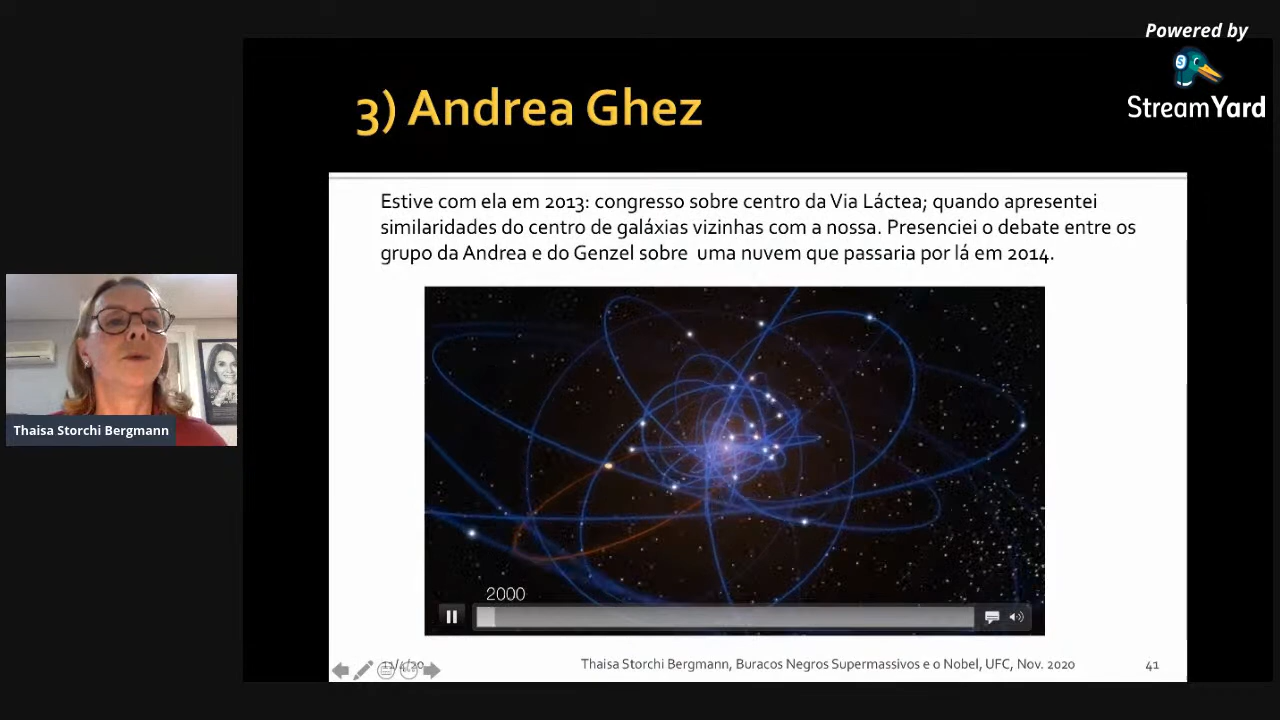 Powered by
StreamYard
3) Andrea Ghez
Estive com ela em 2013: congresso sobre centro da Via Láctea; quando apresentei
similaridades do centro de galáxias vizinhas com a nossa. Presenciei o debate entre os
grupo da Andrea e do Genzel sobre uma nuvem que passaria por lá em 2014.
Thaisa Storchi Bergmann
2000
Thaisa Storchi Bergmann, Buracos Negros Supermassivos e o Nobel, UFC, Nov. 2020
41